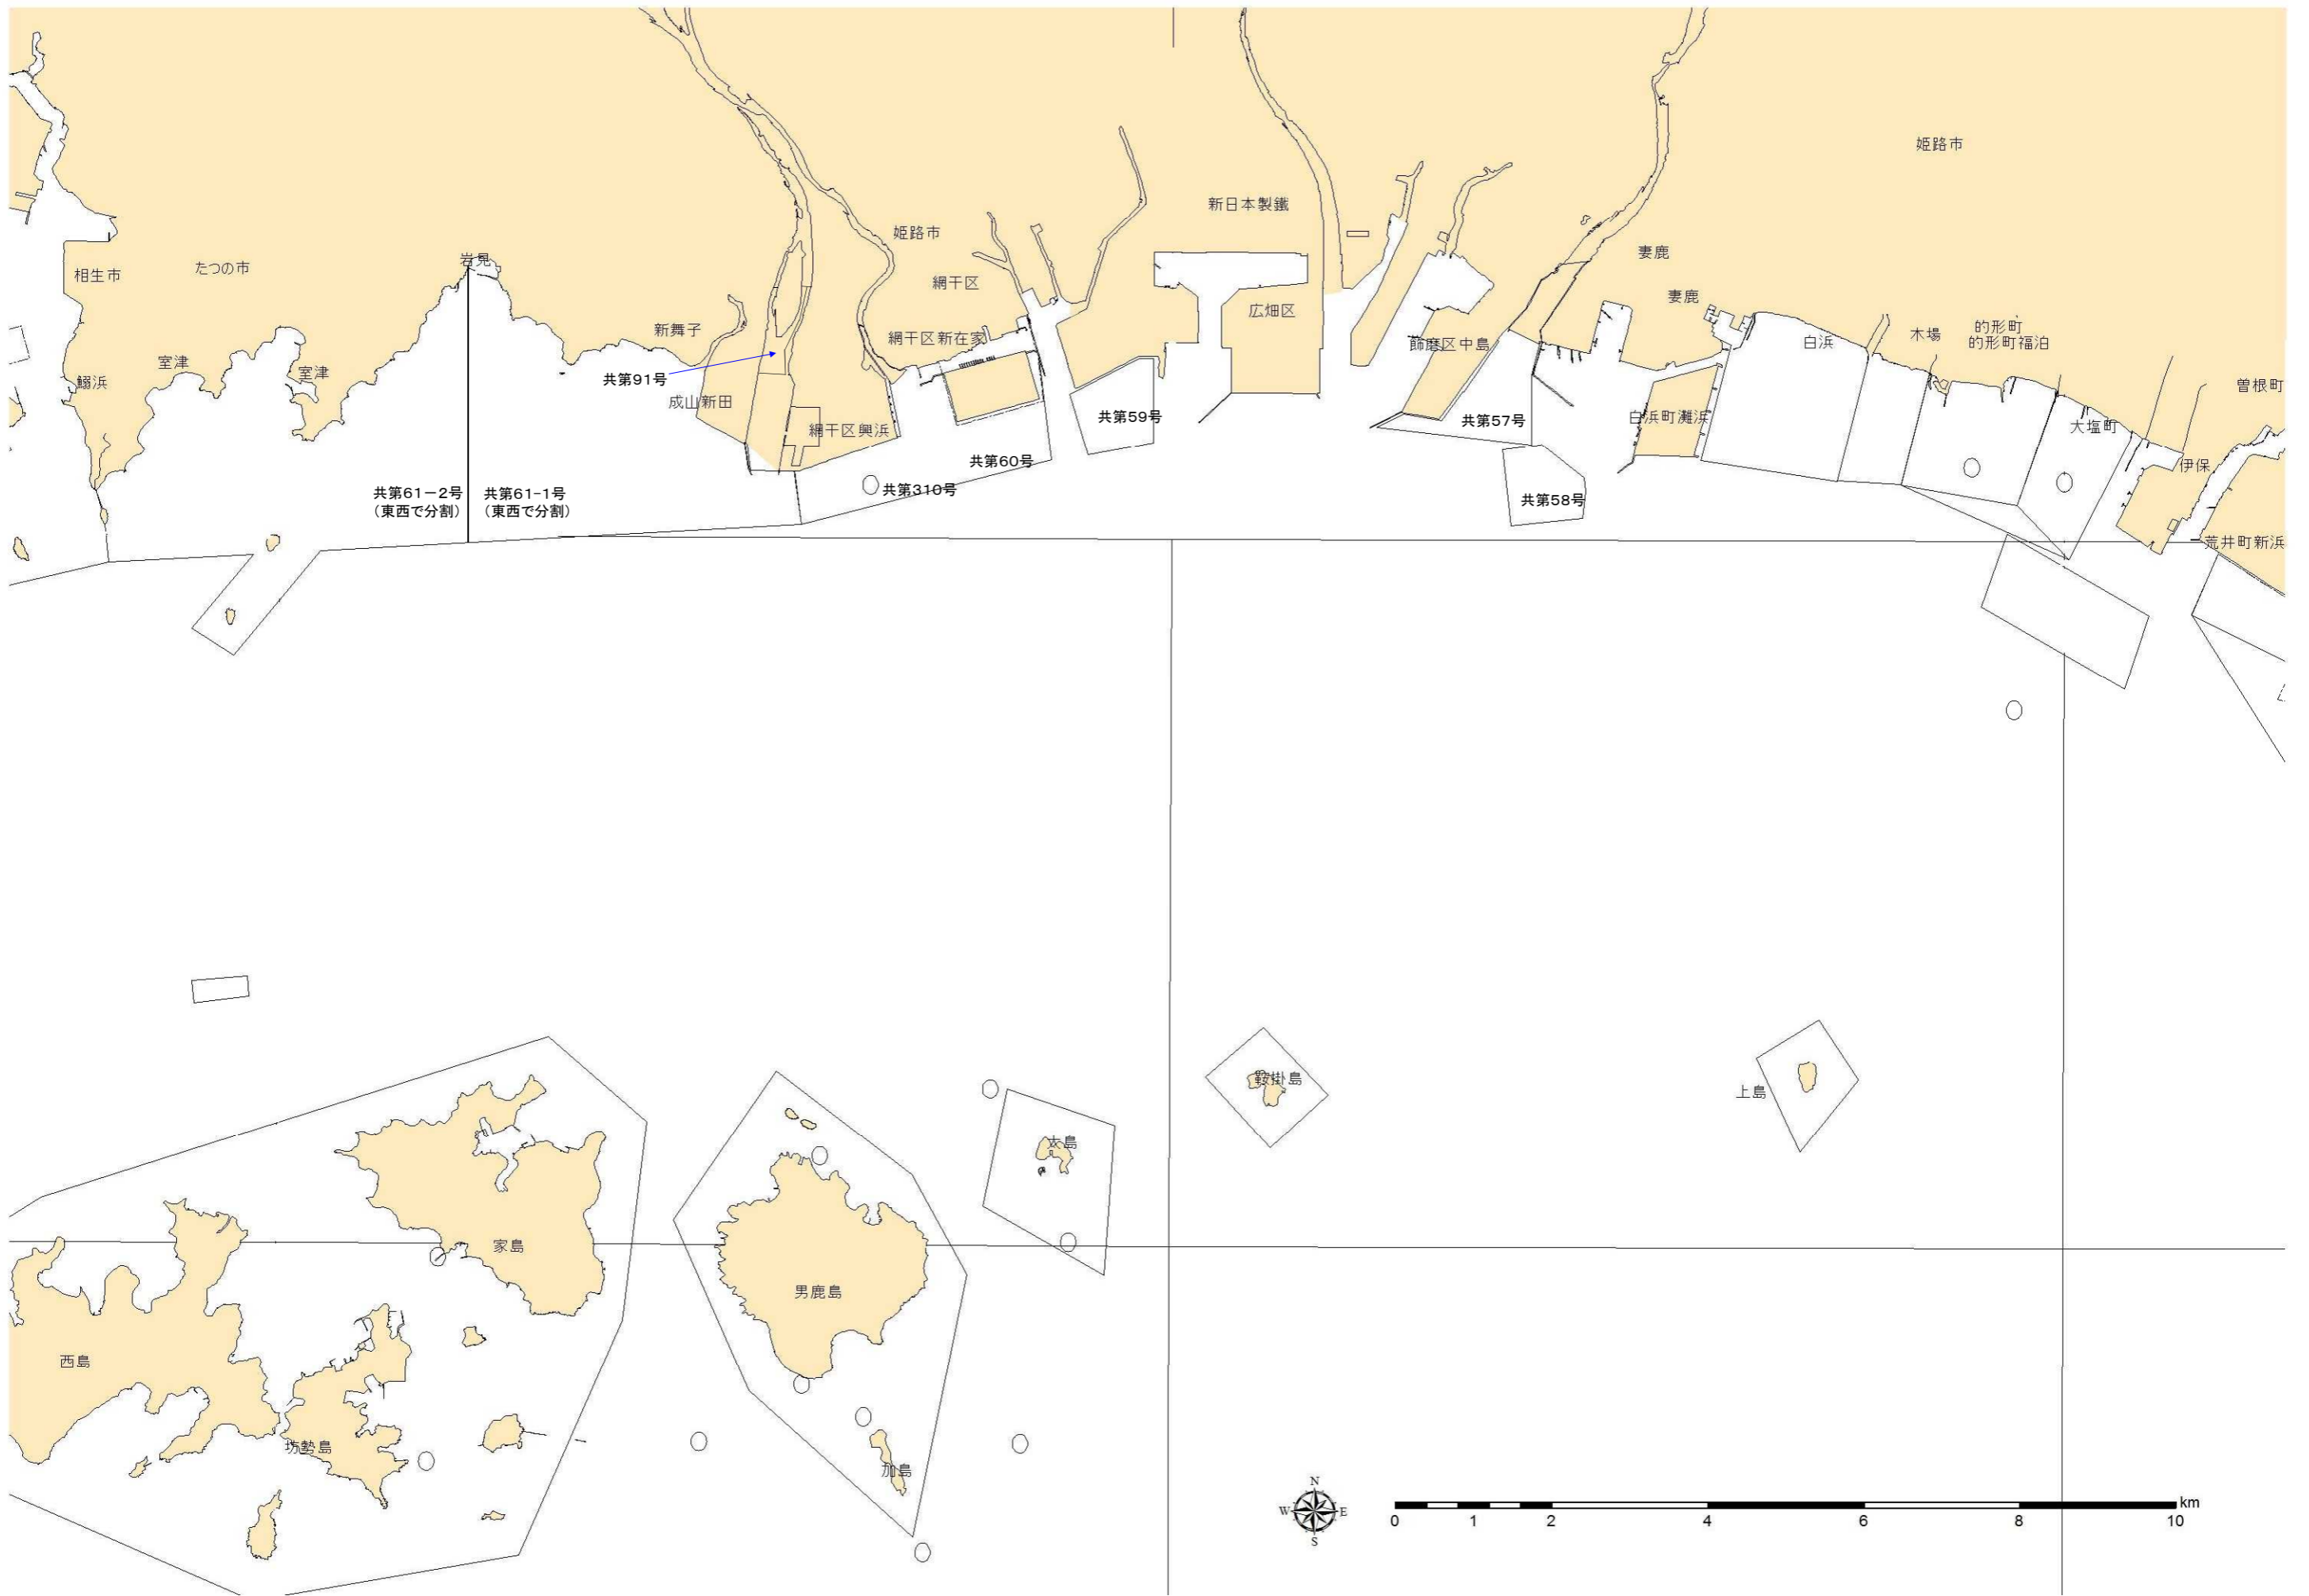 姫路市
新日本製鐵
姫路市
妻鹿
岩見
たつの市
相生市
網干区
妻鹿
広畑区
新舞子
網干区新在家
飾磨区中島
白浜
木場
的形町
的形町福泊
室津
室津
鰯浜
共第91号
成山新田
曽根町
網干区興浜
共第59号
共第57号
白浜町灘浜
大塩町
共第60号
伊保
共第61－2号
（東西で分割）
共第61-1号
（東西で分割）
共第310号
共第58号
荒井町新浜
鞍掛島
上島
太島
家島
男鹿島
西島
坊勢島
加島
N
W
E
S
km
0
1
2
4
6
8
10